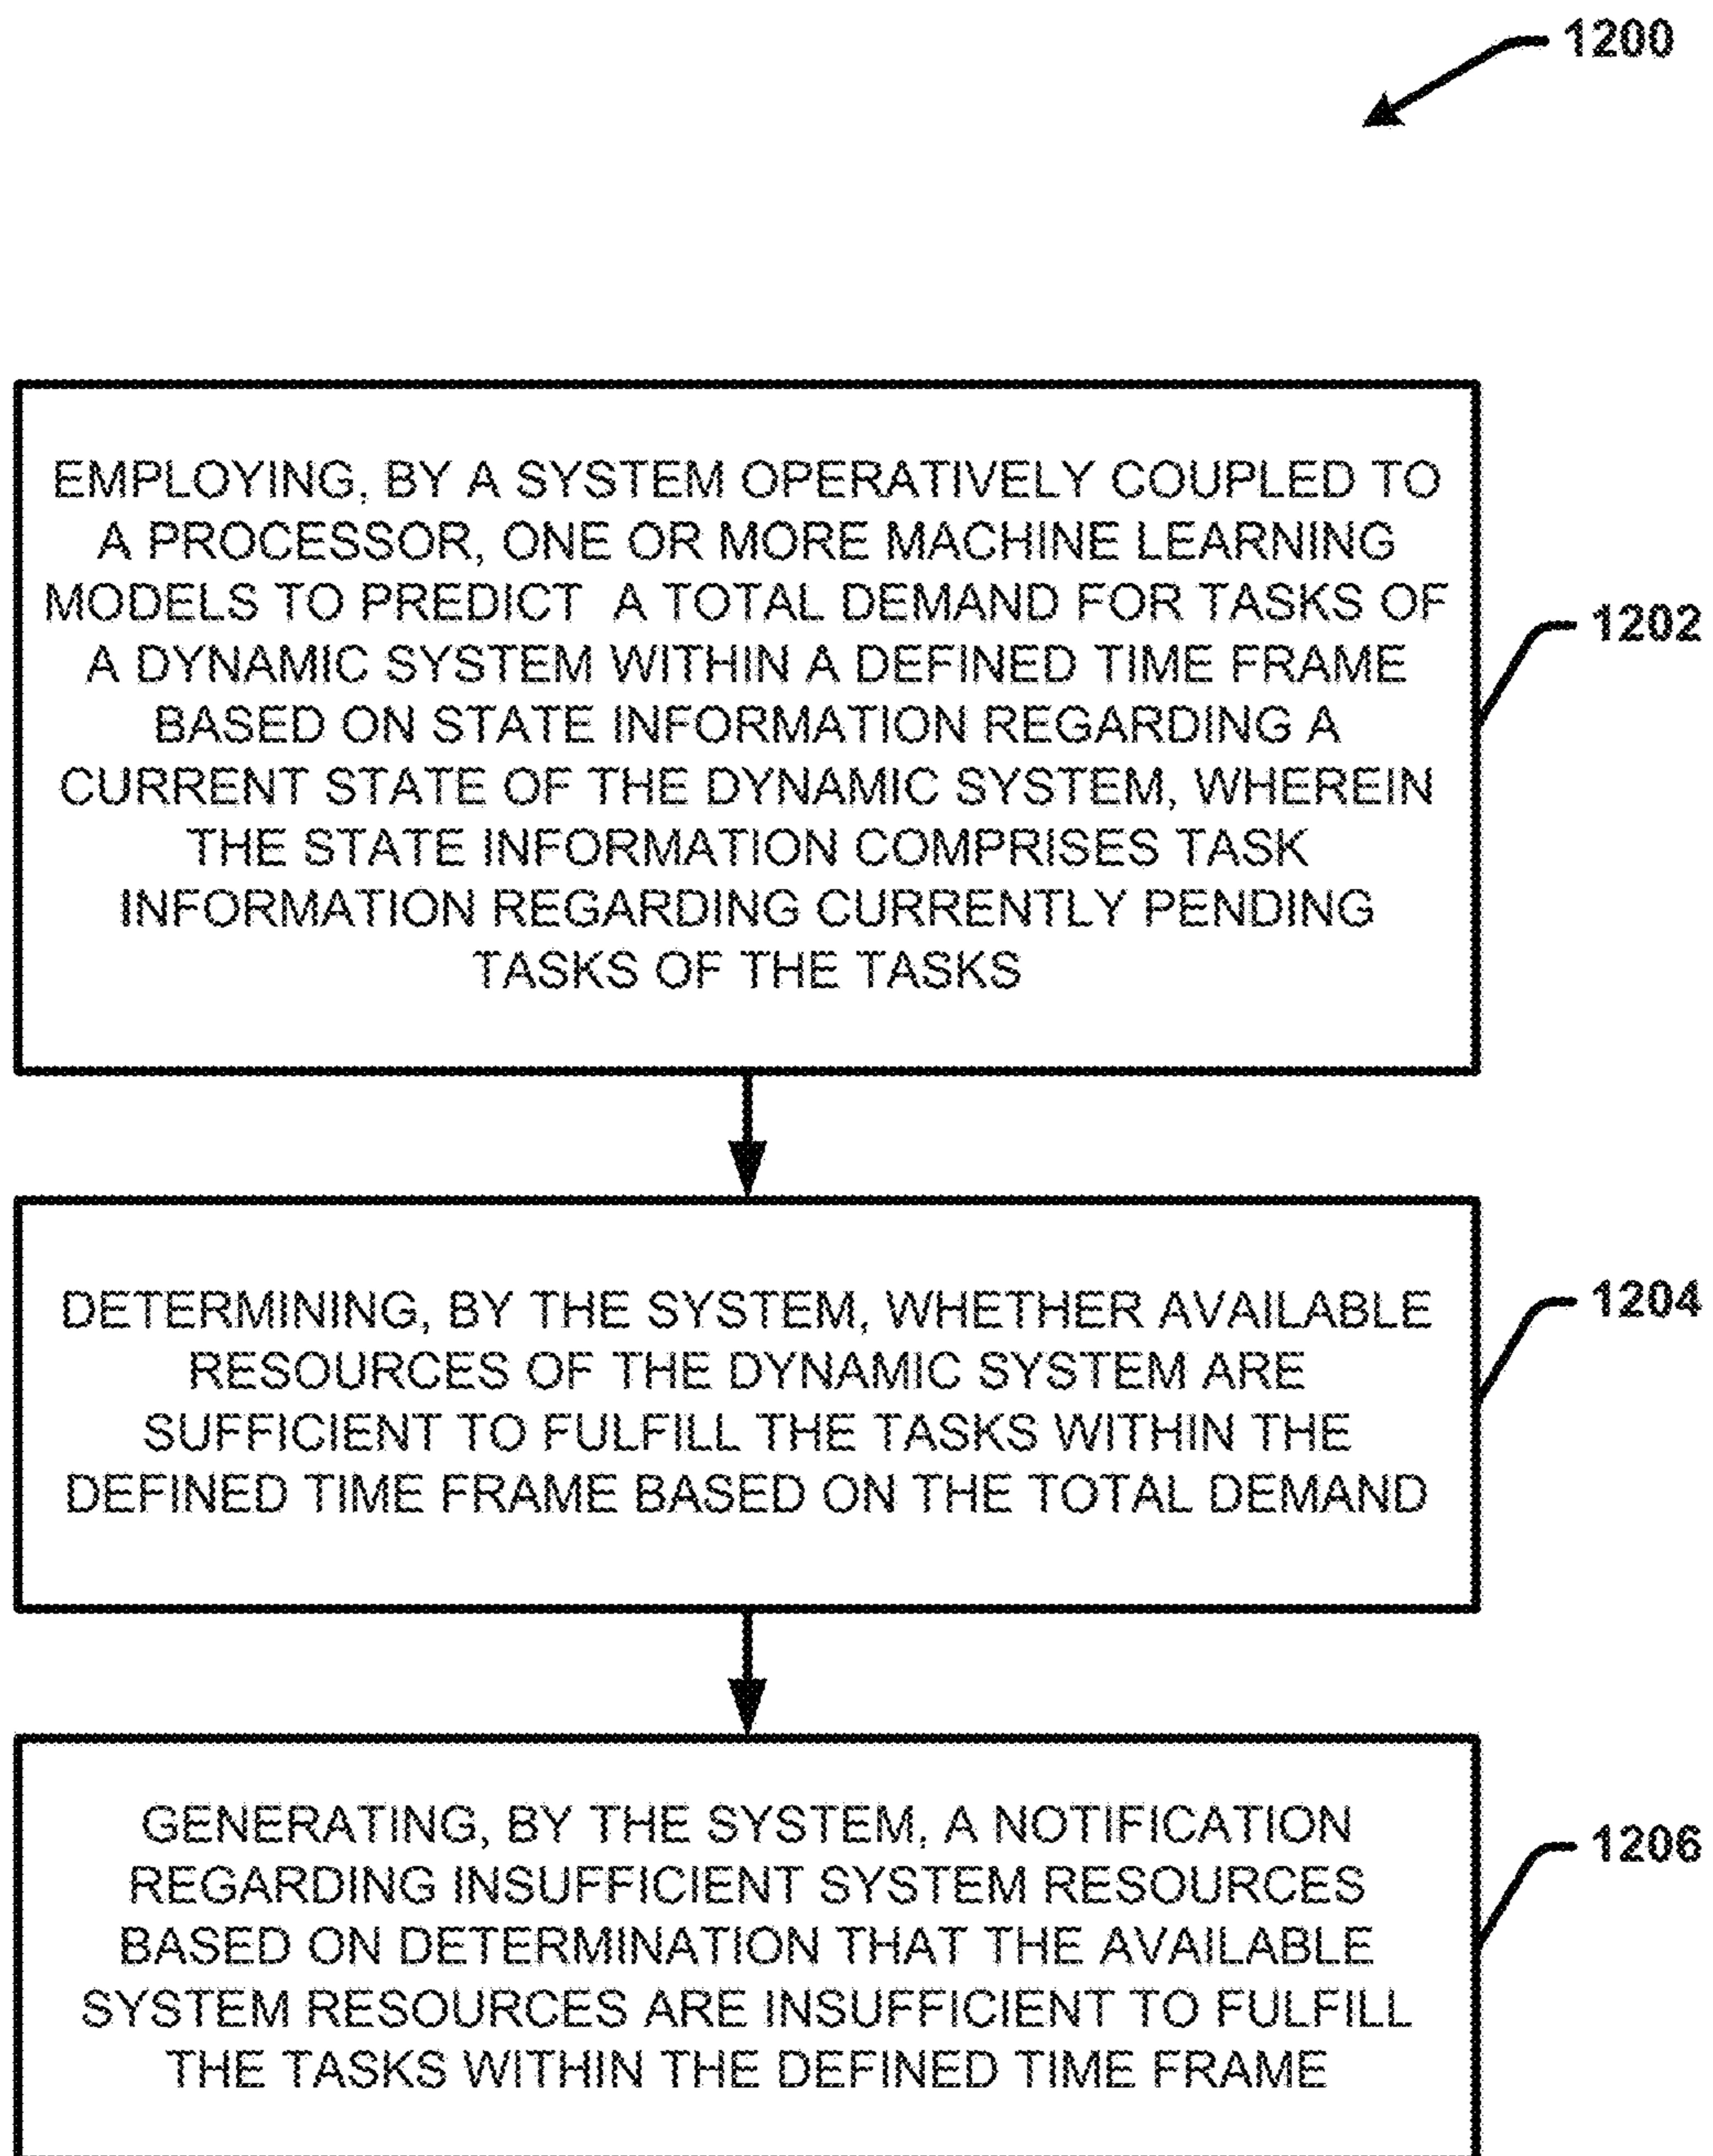 1200
EMPLOYING, BY A SYSTEM OPERATIVELY COUPLED TO
A PROCESSOR, ONE OR MORE MACHINE LEARNING
MODELS TO PREDICT A TOTAL DEMAND FOR TASKS OF
A DYNAMIC SYSTEM WITHIN A DEFINED TIME FRAME
BASED ON STATE INFORMATION REGARDING A
CURRENT STATE OF THE DYNAMIC SYSTEM, WHEREIN
THE STATE INFORMATION COMPRISES TASK
INFORMATION REGARDING CURRENTLY PENDING
TASKS OF THE TASKS
1202
DETERMINING, BY THE SYSTEM, WHETHER AVAILABLE
RESOURCES OF THE DYNAMIC SYSTEM ARE
SUFFICIENT TO FULFILL THE TASKS WITHIN THE
DEFINED TIME FRAME BASED ON THE TOTAL DEMAND
1204
GENERATING, BY THE SYSTEM, A NOTIFICATION
REGARDING INSUFFICIENT SYSTEM RESOURCES
BASED ON DETERMINATION THAT THE AVAILABLE
SYSTEM RESOURCES ARE INSUFFICIENT TO FULFILL
THE TASKS WITHIN THE DEFINED TIME FRAME
1206